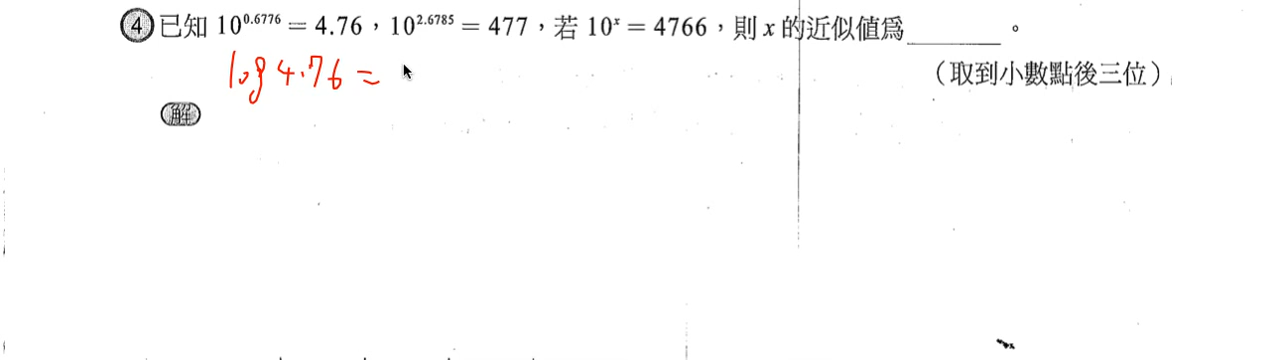 ④已知 10^0.6776 = 4.76，10^2.6785 = 477，若 10^x = 4766，則 x 的近似值爲______。
log 4.76 =
（取到小數點後三位）
解